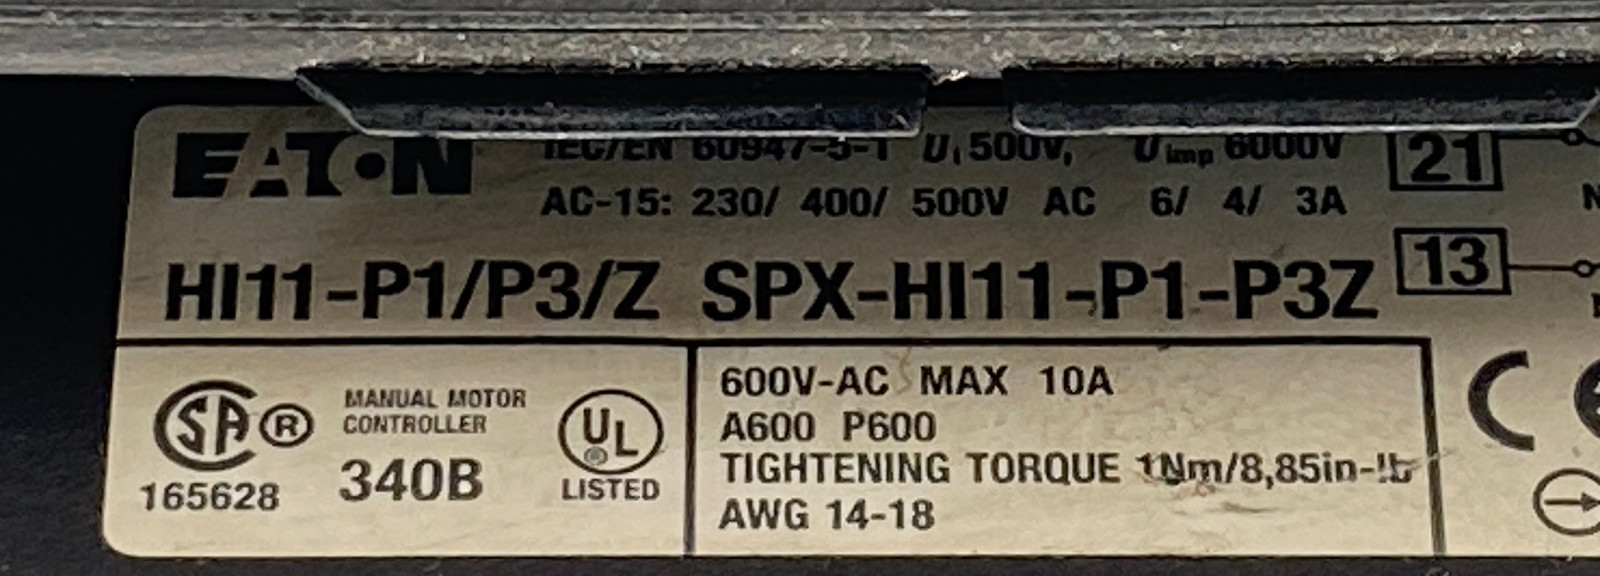 EATON
IEC/EN 60947-5-1 Ui 500V, Uimp 6000V
AC-15: 230/ 400/ 500V AC 6/ 4/ 3A
21
13
HI11-P1/P3/Z SPX-HI11-P1-P3Z
SA ®
165628
MANUAL MOTOR
CONTROLLER
340B
UL ®
LISTED
600V-AC MAX 10A
A600 P600
TIGHTENING TORQUE 1Nm/8,85in-lb
AWG 14-18
C